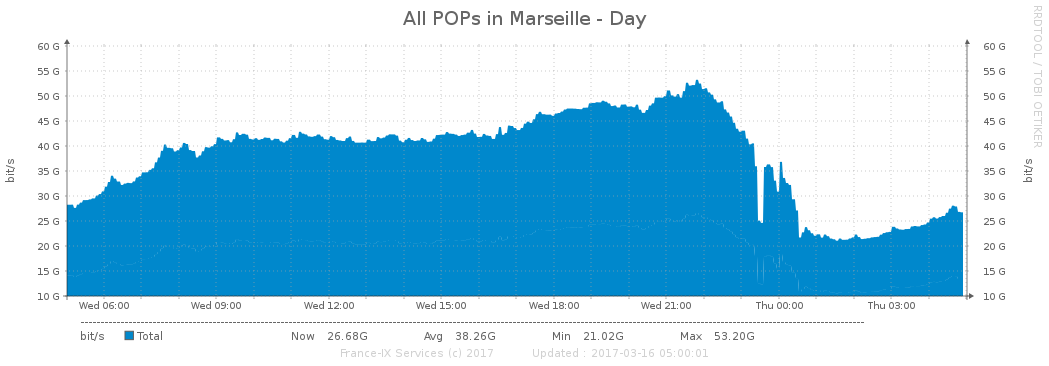 All POPs in Marseille - Day
RRDTOOL / TOBI OETIKER
60 G 60 G
55 G 55 G
50 G 50 G
45 G 45 G
40 G 40 G
35 G 35 G
30 G 30 G
25 G 25 G
20 G 20 G
15 G 15 G
10 G 10 G
bit/s bit/s
Wed 06:00 Wed 09:00 Wed 12:00 Wed 15:00 Wed 18:00 Wed 21:00 Thu 00:00 Thu 03:00
bit/s Total Now 26.68G Avg 38.26G Min 21.02G Max 53.20G
France-IX Services (c) 2017 Updated : 2017-03-16 05:00:01